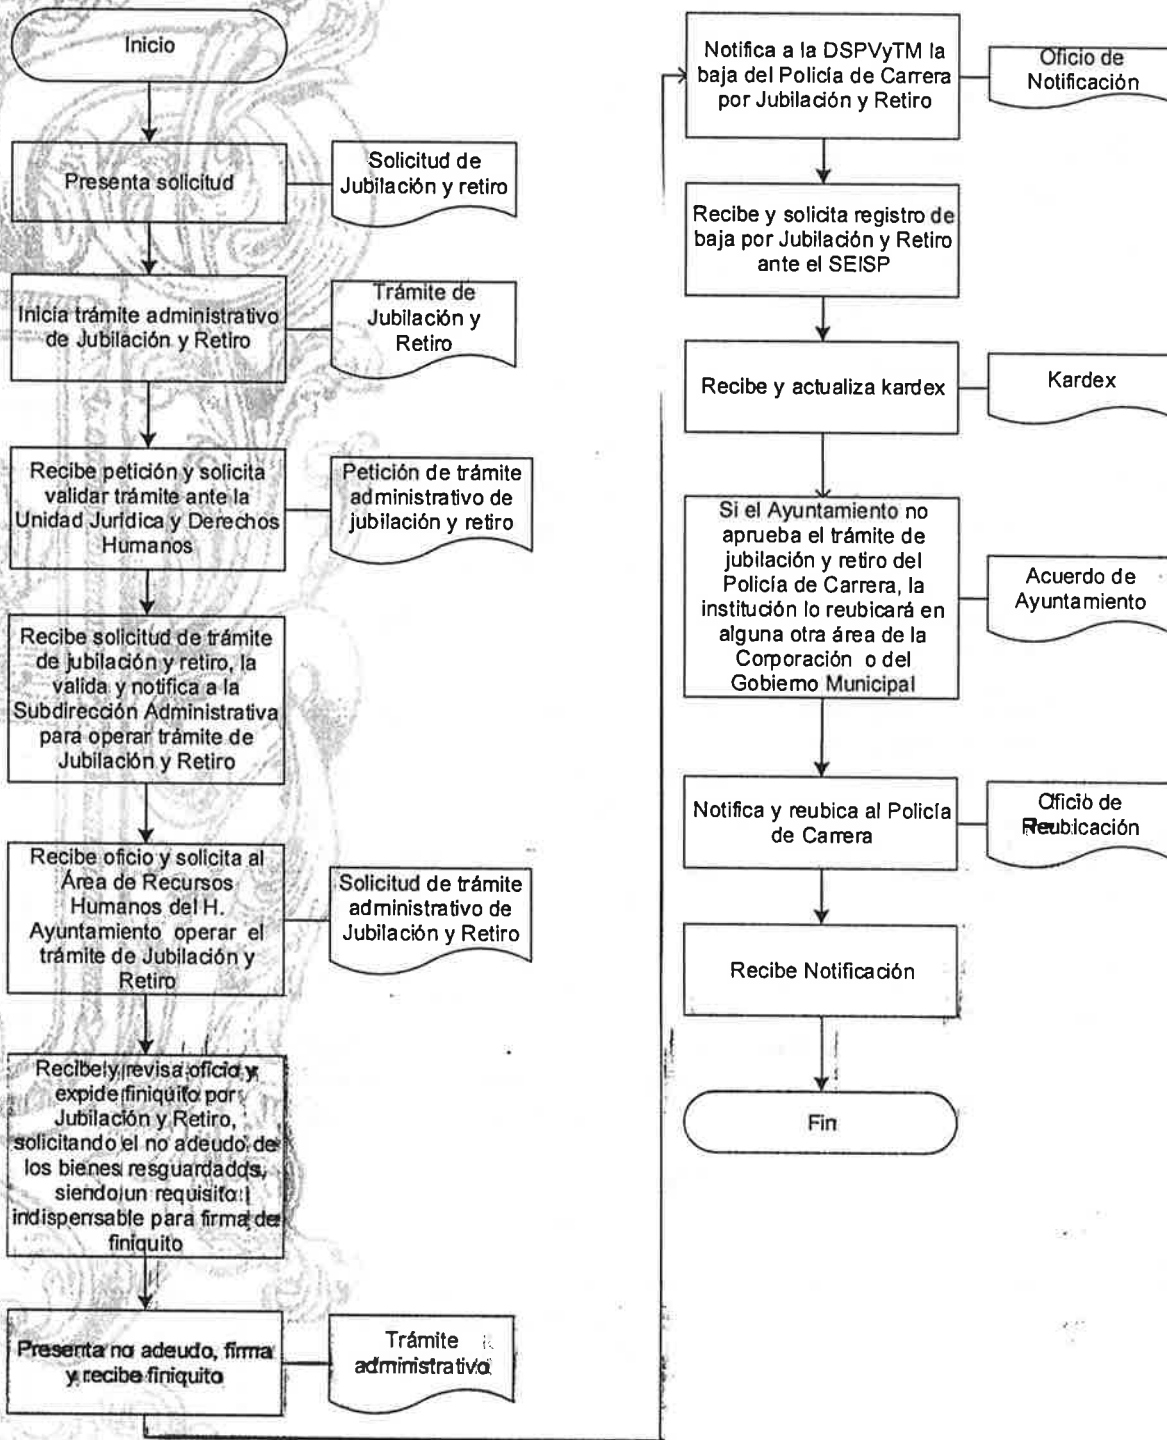 Inicio
Presenta solicitud
Solicitud de
Jubilación y retiro
Inicia trámite administrativo
de Jubilación y Retiro
Trámite de
Jubilación y
Retiro
Recibe petición y solicita
validar trámite ante la
Unidad Jurídica y Derechos
Humanos
Petición de trámite
administrativo de
jubilación y retiro
Recibe solicitud de trámite
de jubilación y retiro, la
valida y notifica a la
Subdirección Administrativa
para operar trámite de
Jubilación y Retiro
Recibe oficio y solicita al
Área de Recursos
Humanos del H.
Ayuntamiento operar el
trámite de Jubilación y
Retiro
Solicitud de trámite
administrativo de
Jubilación y Retiro
Recibe y revisa oficio y
expide finiquito por
Jubilación y Retiro,
solicitando el no adeudo de
los bienes resguardados,
siendo un requisito
indispensable para firma de
finiquito
Presenta no adeudo, firma
y recibe finiquito
Trámite
administrativo
Notifica a la DSPVyTM la
baja del Policía de Carrera
por Jubilación y Retiro
Oficio de
Notificación
Recibe y solicita registro de
baja por Jubilación y Retiro
ante el SEISP
Recibe y actualiza kardex
Kardex
Si el Ayuntamiento no
aprueba el trámite de
jubilación y retiro del
Policía de Carrera, la
institución lo reubicará en
alguna otra área de la
Corporación o del
Gobierno Municipal
Acuerdo de
Ayuntamiento
Notifica y reubica al Policía
de Carrera
Oficio de
Reubicación
Recibe Notificación
Fin